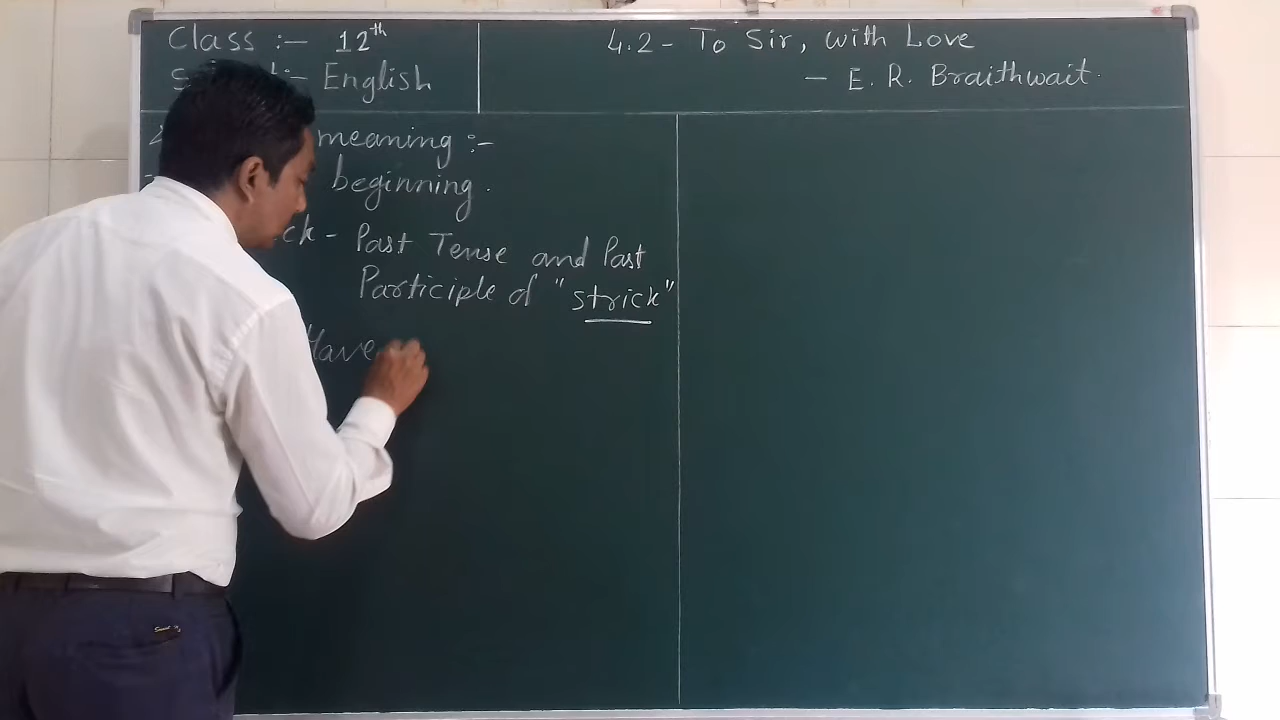 Class :- 12th
English
4.2 - To Sir, with Love
- E. R. Braithwait.
meaning :-
beginning.
ck - Past Tense and Past
Participle of "strick"
Have